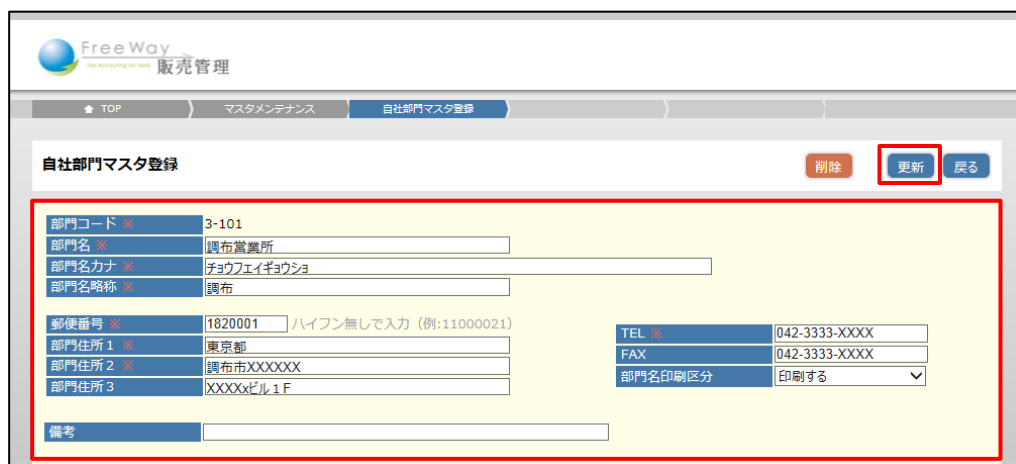 FreeWay
Free Accounting for Good
販売管理
TOP マスタメンテナンス 自社部門マスタ登録
自社部門マスタ登録 削除 更新 戻る
部門コード ※ 3-101
部門名 ※ 調布営業所
部門名カナ ※ チョウフエイギョウショ
部門名略称 ※ 調布
郵便番号 ※ 1820001 ハイフン無しで入力（例:11000021）
TEL ※ 042-3333-XXXX
部門住所１ ※ 東京都
FAX 042-3333-XXXX
部門住所２ ※ 調布市XXXXXX
部門名印刷区分 印刷する
部門住所３ XXXXxビル１F
備考